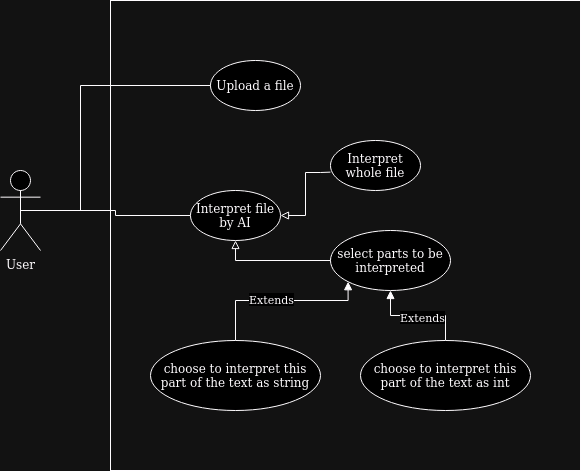 Upload a file
Interpret
whole file
Interpret file
by AI
User
select parts to be
interpreted
Extends
Extends
choose to interpret this
part of the text as string
choose to interpret this
part of the text as int